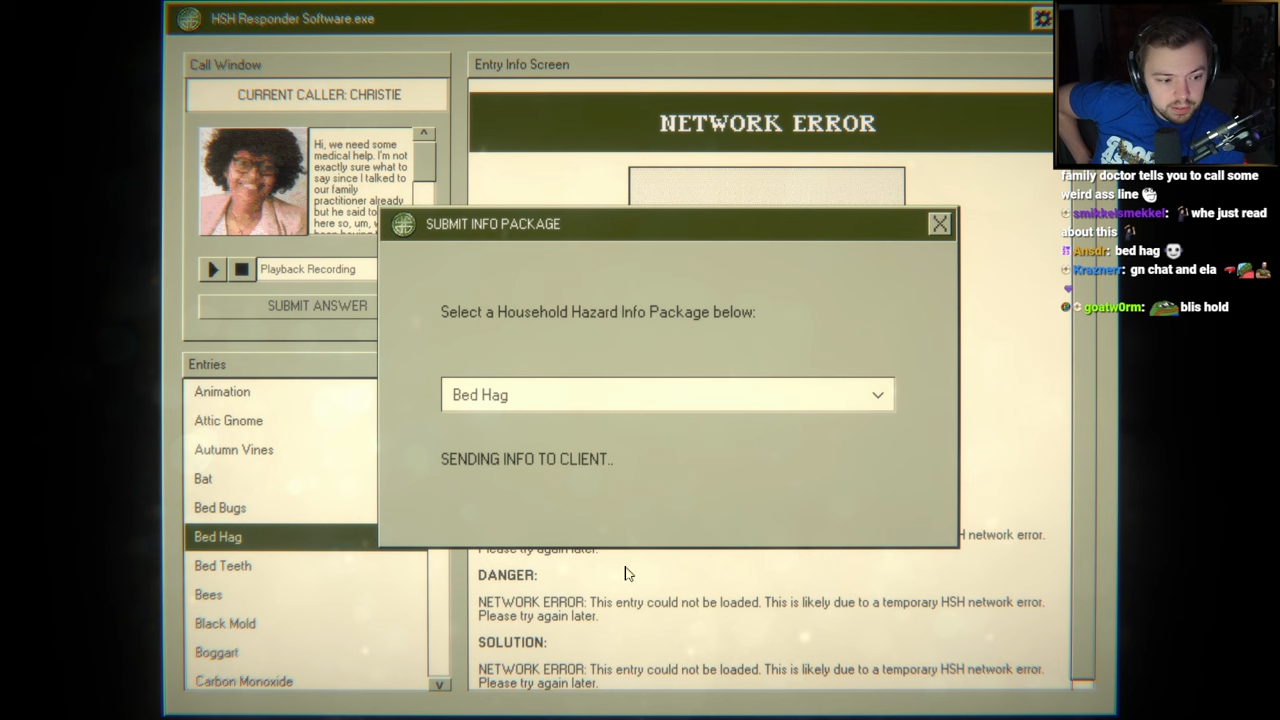 HSH Responder Software.exe
Call Window
CURRENT CALLER: CHRISTIE
Hi, we need some
medical help. I'm not
exactly sure what to
say since I talked to
our family
practitioner already
but he said to
here so, um, w
Playback Recording
SUBMIT ANSWER
Entries
Animation
Attic Gnome
Autumn Vines
Bat
Bed Bugs
Bed Hag
Bed Teeth
Bees
Black Mold
Boggart
Carbon Monoxide
Entry Info Screen
NETWORK ERROR
SUBMIT INFO PACKAGE
Select a Household Hazard Info Package below:
Bed Hag
SENDING INFO TO CLIENT..
H network error.
Please try again later.
DANGER:
NETWORK ERROR: This entry could not be loaded. This is likely due to a temporary HSH network error.
Please try again later.
SOLUTION:
NETWORK ERROR: This entry could not be loaded. This is likely due to a temporary HSH network error.
Please try again later.
family doctor tells you to call some
weird ass line
smikkelsmekkel: whe just read
about this
Ansdr: bed hag
Kraznerr: gn chat and ela
goatw0rm: blis hold